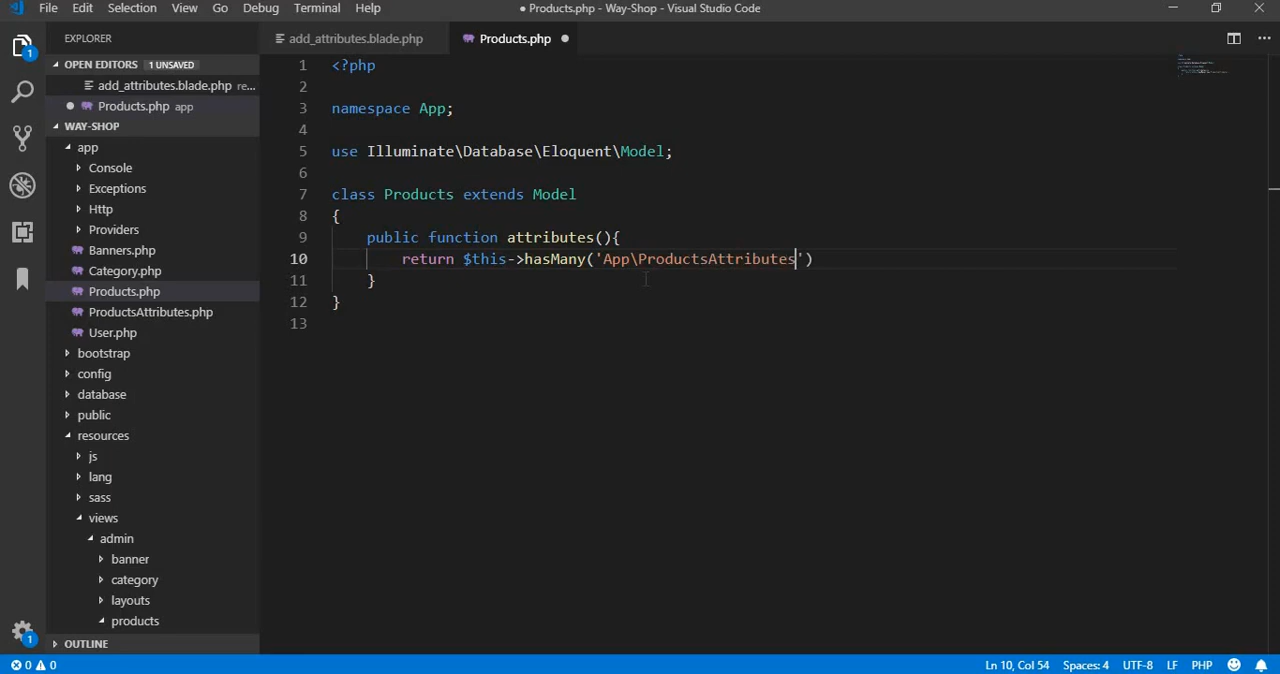 File Edit Selection View Go Debug Terminal Help
● Products.php - Way-Shop - Visual Studio Code
EXPLORER
OPEN EDITORS 1 UNSAVED
add_attributes.blade.php re...
Products.php app
WAY-SHOP
app
Console
Exceptions
Http
Providers
Banners.php
Category.php
Products.php
ProductsAttributes.php
User.php
bootstrap
config
database
public
resources
js
lang
sass
views
admin
banner
category
layouts
products
OUTLINE
add_attributes.blade.php
Products.php
1 <?php
2
3 namespace App;
4
5 use Illuminate\Database\Eloquent\Model;
6
7 class Products extends Model
8 {
9 public function attributes(){
10 return $this->hasMany('App\ProductsAttributes')
11 }
12 }
13
1
1
0 0
Ln 10, Col 54 Spaces: 4 UTF-8 LF PHP